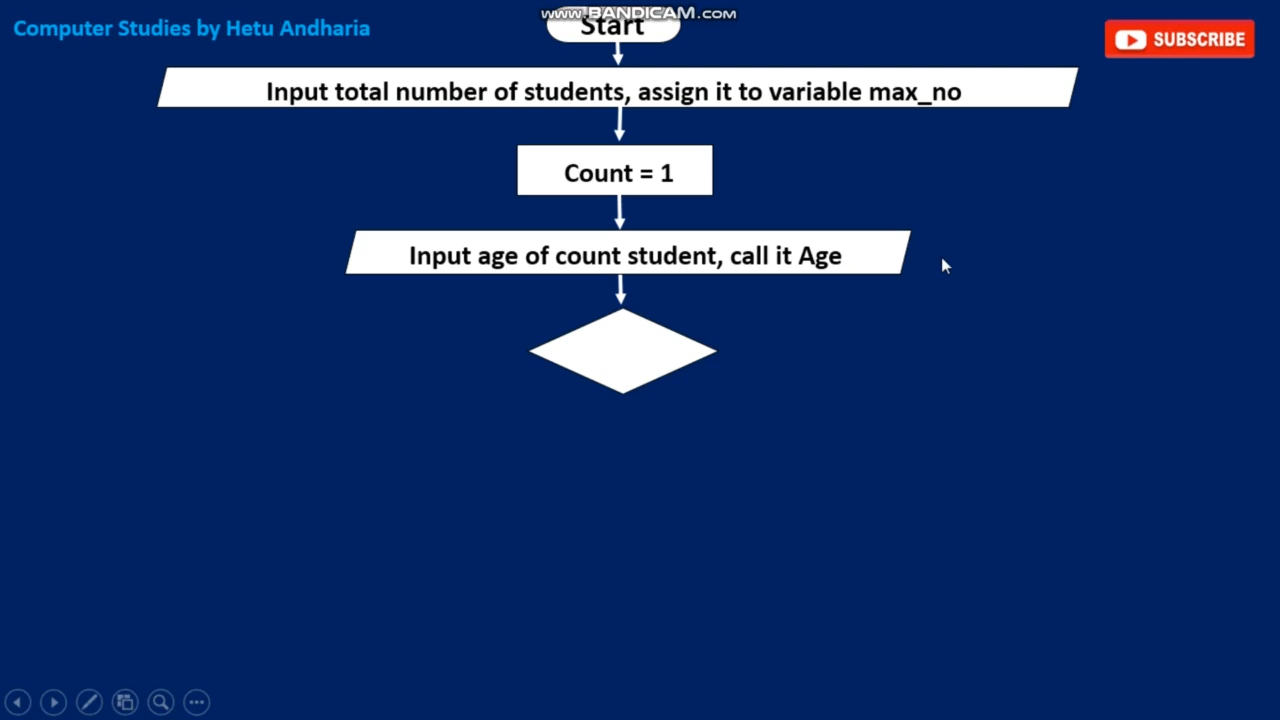 www.BANDICAM.com
Computer Studies by Hetu Andharia
Start
SUBSCRIBE
Input total number of students, assign it to variable max_no
Count = 1
Input age of count student, call it Age